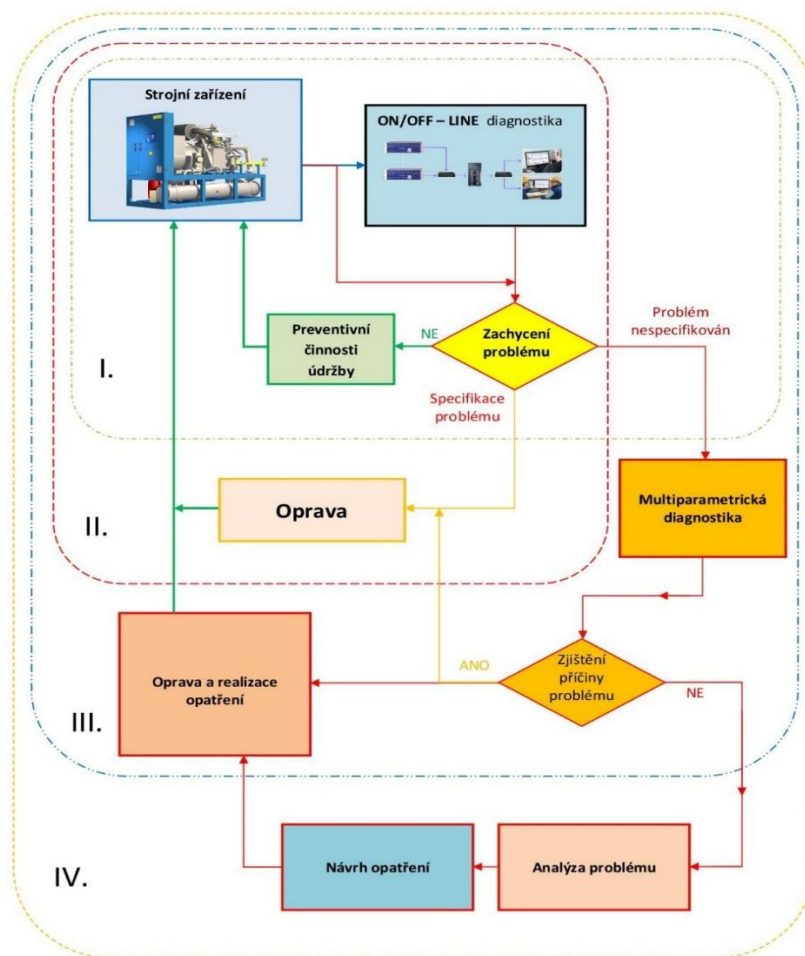 Strojní zařízení
ON/OFF – LINE diagnostika
Problém
nespecifikován
NE
Zachycení
problému
Preventivní
činnosti
údržby
I.
Specifikace
problému
Oprava
Multiparametrická
diagnostika
II.
Zjištění
příčiny
problému
ANO
NE
Oprava a realizace
opatření
III.
Návrh opatření
Analýza problému
IV.